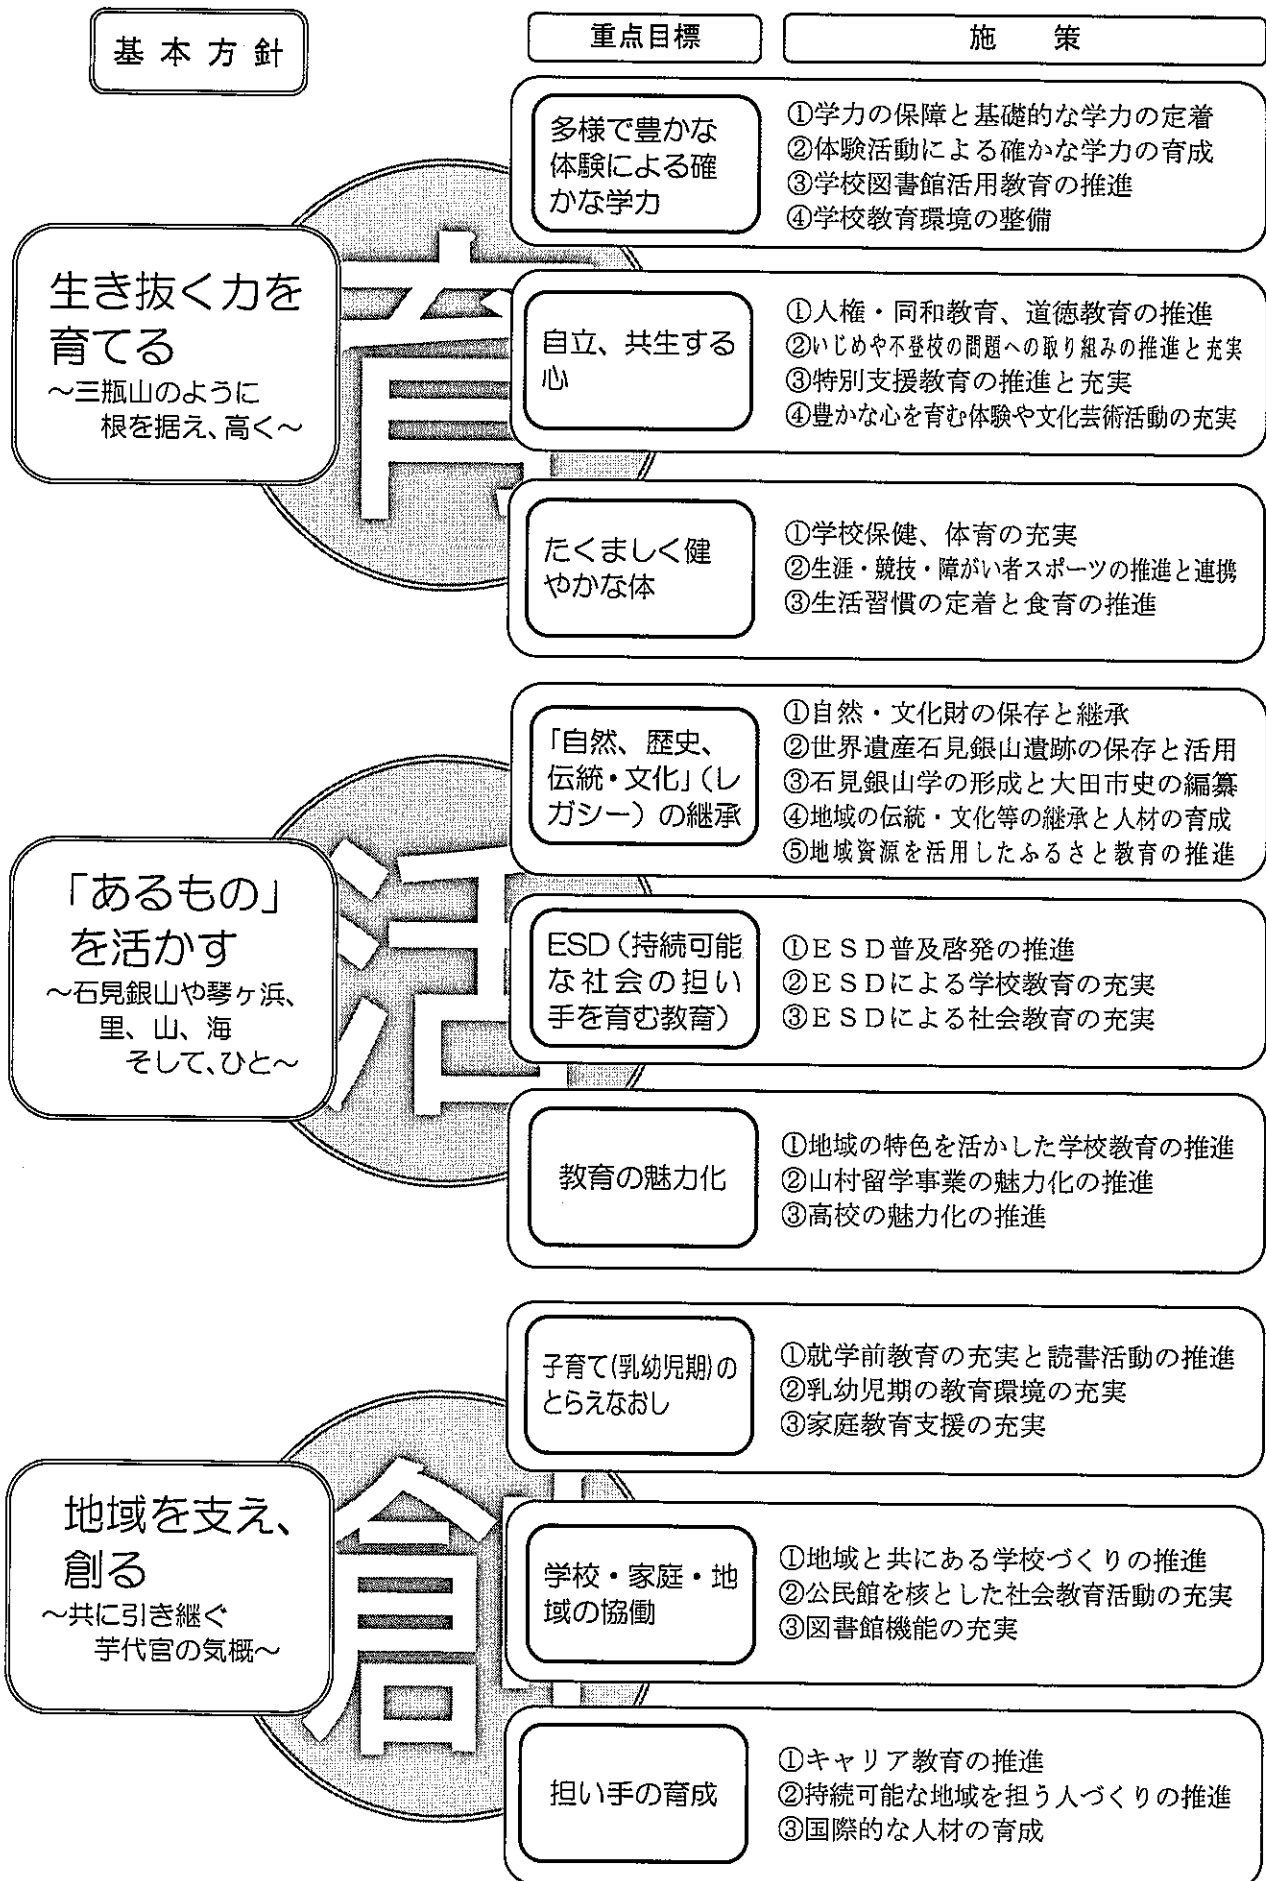 基本方針
重点目標
施　　策
生き抜く力を
育てる
～三瓶山のように
根を据え、高く～
育
多様で豊かな
体験による確
かな学力
①学力の保障と基礎的な学力の定着
②体験活動による確かな学力の育成
③学校図書館活用教育の推進
④学校教育環境の整備
自立、共生する
心
①人権・同和教育、道徳教育の推進
②いじめや不登校の問題への取り組みの推進と充実
③特別支援教育の推進と充実
④豊かな心を育む体験や文化芸術活動の充実
たくましく健
やかな体
①学校保健、体育の充実
②生涯・競技・障がい者スポーツの推進と連携
③生活習慣の定着と食育の推進
「あるもの」
を活かす
～石見銀山や琴ヶ浜、
里、山、海
そして、ひと～
活
「自然、歴史、
伝統・文化」（レ
ガシー）の継承
①自然・文化財の保存と継承
②世界遺産石見銀山遺跡の保存と活用
③石見銀山学の形成と大田市史の編纂
④地域の伝統・文化等の継承と人材の育成
⑤地域資源を活用したふるさと教育の推進
ESD（持続可能
な社会の担い
手を育む教育）
①ＥＳＤ普及啓発の推進
②ＥＳＤによる学校教育の充実
③ＥＳＤによる社会教育の充実
教育の魅力化
①地域の特色を活かした学校教育の推進
②山村留学事業の魅力化の推進
③高校の魅力化の推進
地域を支え、
創る
～共に引き継ぐ
芋代官の気概～
創
子育て(乳幼児期)の
とらえなおし
①就学前教育の充実と読書活動の推進
②乳幼児期の教育環境の充実
③家庭教育支援の充実
学校・家庭・地
域の協働
①地域と共にある学校づくりの推進
②公民館を核とした社会教育活動の充実
③図書館機能の充実
担い手の育成
①キャリア教育の推進
②持続可能な地域を担う人づくりの推進
③国際的な人材の育成